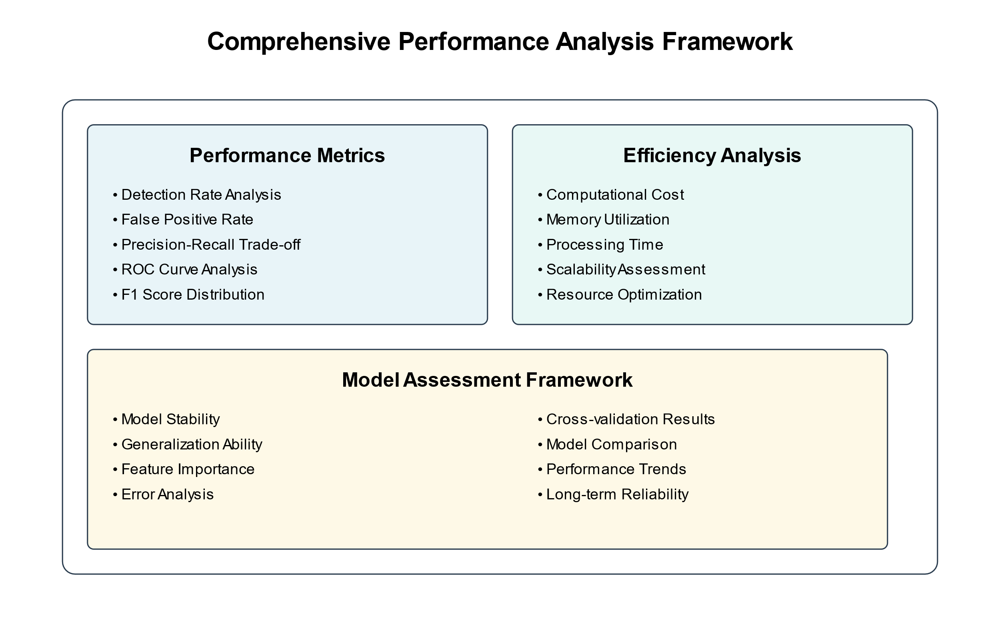 Comprehensive Performance Analysis Framework
Performance Metrics
• Detection Rate Analysis
• False Positive Rate
• Precision-Recall Trade-off
• ROC Curve Analysis
• F1 Score Distribution
Efficiency Analysis
• Computational Cost
• Memory Utilization
• Processing Time
• Scalability Assessment
• Resource Optimization
Model Assessment Framework
• Model Stability
• Generalization Ability
• Feature Importance
• Error Analysis
• Cross-validation Results
• Model Comparison
• Performance Trends
• Long-term Reliability